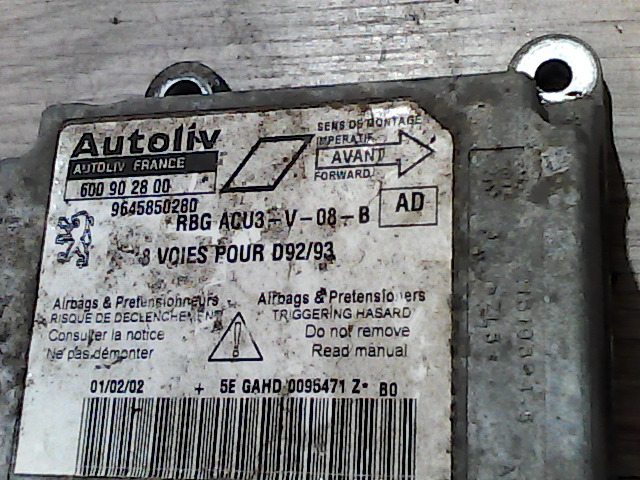 Autoliv
AUTOLIV FRANCE
600 90 28 00
9645850280
SENS DE MONTAGE
IMPERATIF
AVANT
FORWARD
AD
RBG ACU3-V-08-B
8 VOIES POUR D92/93
Airbags & Pretensionneurs
RISQUE DE DECLENCHEMENT
Consulter la notice
Ne pas démonter
Airbags & Pretensioners
TRIGGERING HASARD
Do not remove
Read manual
01/02/02 + 5E GAHD 0095471 Z* B0